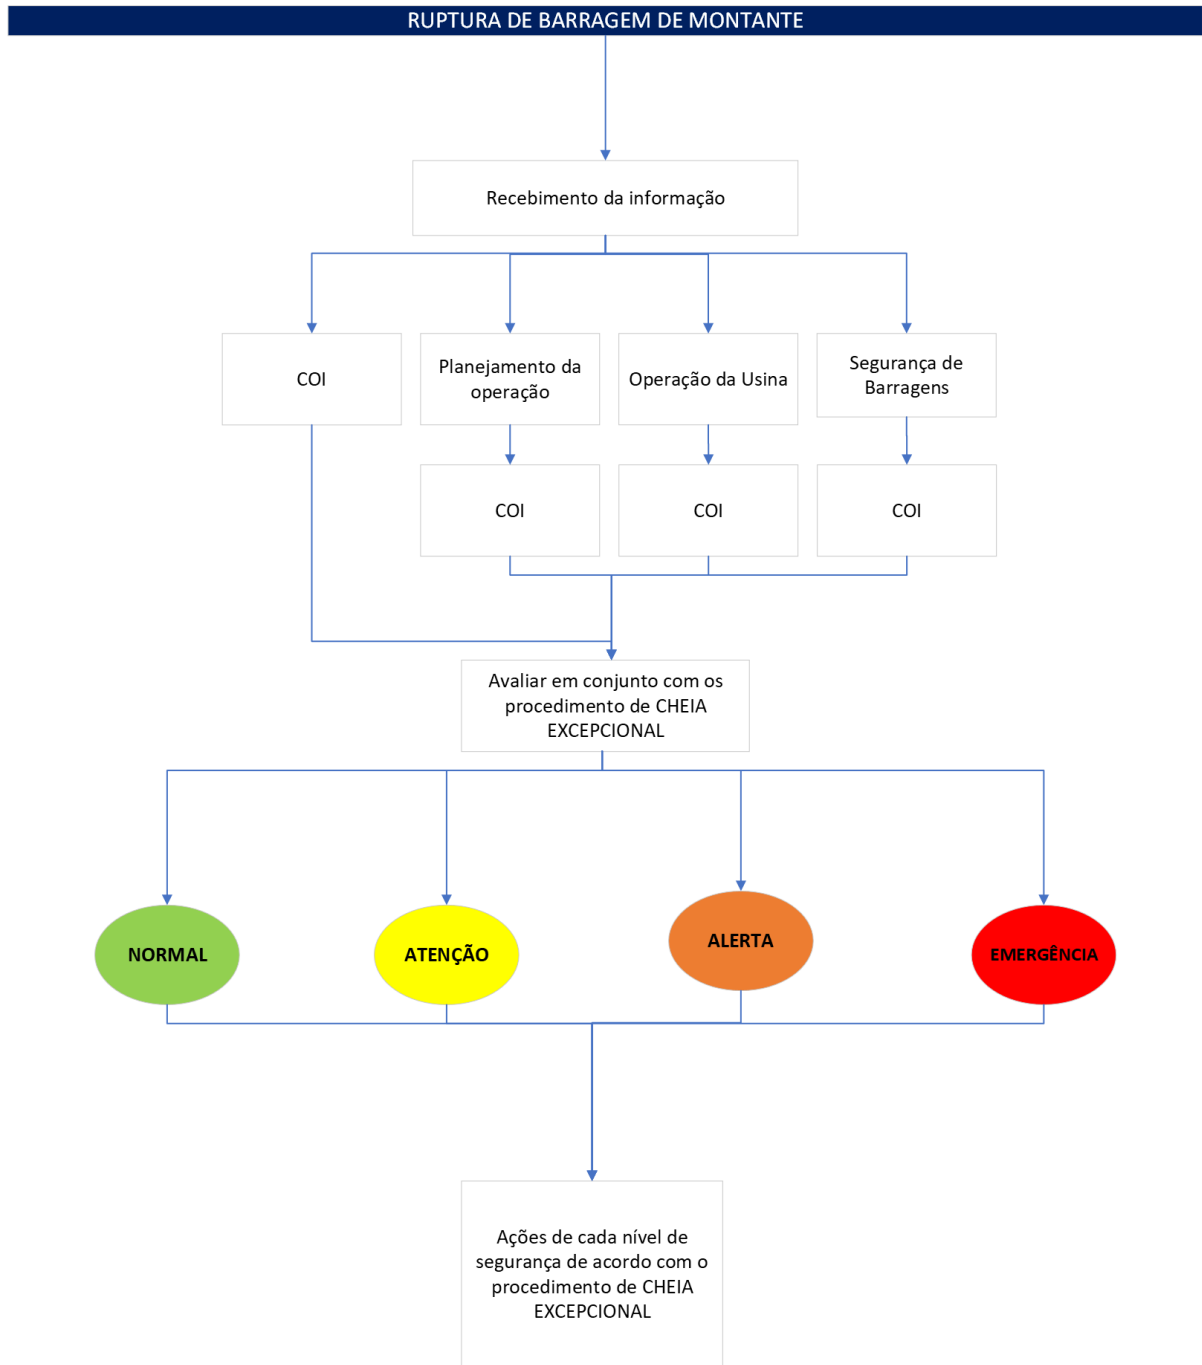 RUPTURA DE BARRAGEM DE MONTANTE
Recebimento da informação
COI
Planejamento da
operação
Operação da Usina
Segurança de
Barragens
COI
COI
COI
Avaliar em conjunto com os
procedimento de CHEIA
EXCEPCIONAL
NORMAL
ATENÇÃO
ALERTA
EMERGÊNCIA
Ações de cada nível de
segurança de acordo com o
procedimento de CHEIA
EXCEPCIONAL